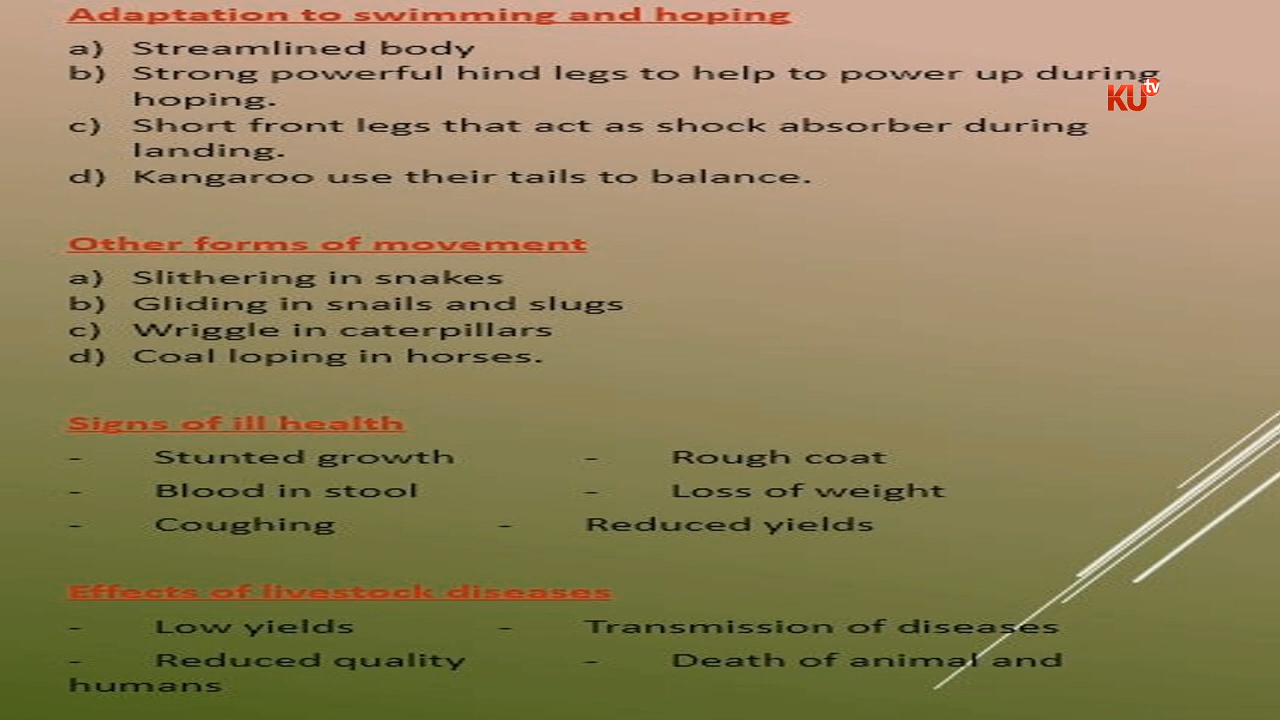 Adaptation to swimming and hoping
a) Streamlined body
b) Strong powerful hind legs to help to power up during
hoping.
KU tv
c) Short front legs that act as shock absorber during
landing.
d) Kangaroo use their tails to balance.
Other forms of movement
a) Slithering in snakes
b) Gliding in snails and slugs
c) Wriggle in caterpillars
d) Coal loping in horses.
Signs of ill health
- Stunted growth - Rough coat
- Blood in stool - Loss of weight
- Coughing - Reduced yields
Effects of livestock diseases
- Low yields - Transmission of diseases
- Reduced quality - Death of animal and
humans